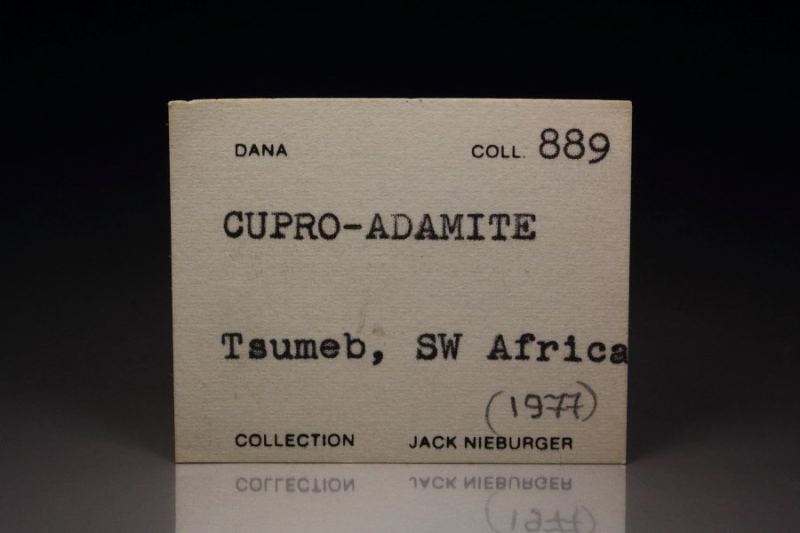 DANA COLL. 889
CUPRO-ADAMITE
Tsumeb, SW Africa
(1977)
COLLECTION JACK NIEBURGER